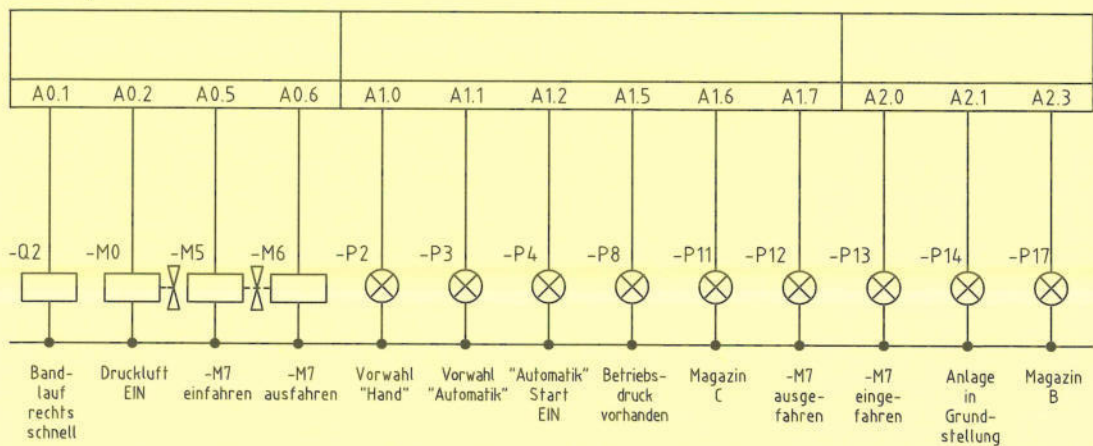 A0.1 A0.2 A0.5 A0.6 A1.0 A1.1 A1.2 A1.5 A1.6 A1.7 A2.0 A2.1 A2.3
-Q2 -M0 -M5 -M6 -P2 -P3 -P4 -P8 -P11 -P12 -P13 -P14 -P17
Band-
lauf
rechts
schnell
Druckluft
EIN
-M7
einfahren
-M7
ausfahren
Vorwahl
"Hand"
Vorwahl
"Automatik"
"Automatik"
Start
EIN
Betriebs-
druck
vorhanden
Magazin
C
-M7
ausge-
fahren
-M7
einge-
fahren
Anlage
in
Grund-
stellung
Magazin
B